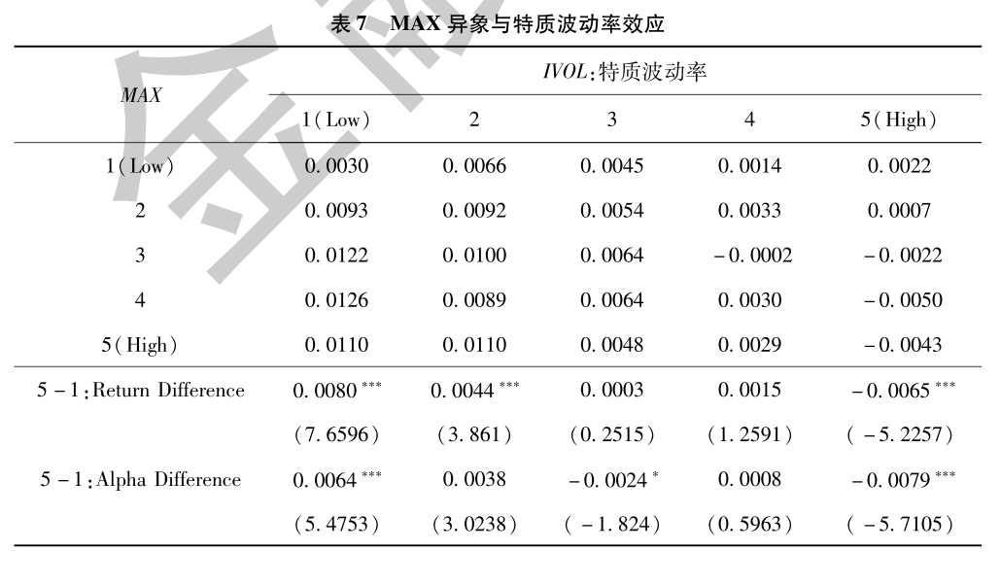 表7 MAX 异象与特质波动率效应
MAX IVOL:特质波动率
1(Low) 2 3 4 5(High)
1(Low) 0.0030 0.0066 0.0045 0.0014 0.0022
2 0.0093 0.0092 0.0054 0.0033 0.0007
3 0.0122 0.0100 0.0064 -0.0002 -0.0022
4 0.0126 0.0089 0.0064 0.0030 -0.0050
5(High) 0.0110 0.0110 0.0048 0.0029 -0.0043
5-1:Return Difference 0.0080*** 0.0044*** 0.0003 0.0015 -0.0065***
(7.6596) (3.861) (0.2515) (1.2591) (-5.2257)
5-1:Alpha Difference 0.0064*** 0.0038 -0.0024* 0.0008 -0.0079***
(5.4753) (3.0238) (-1.824) (0.5963) (-5.7105)
金